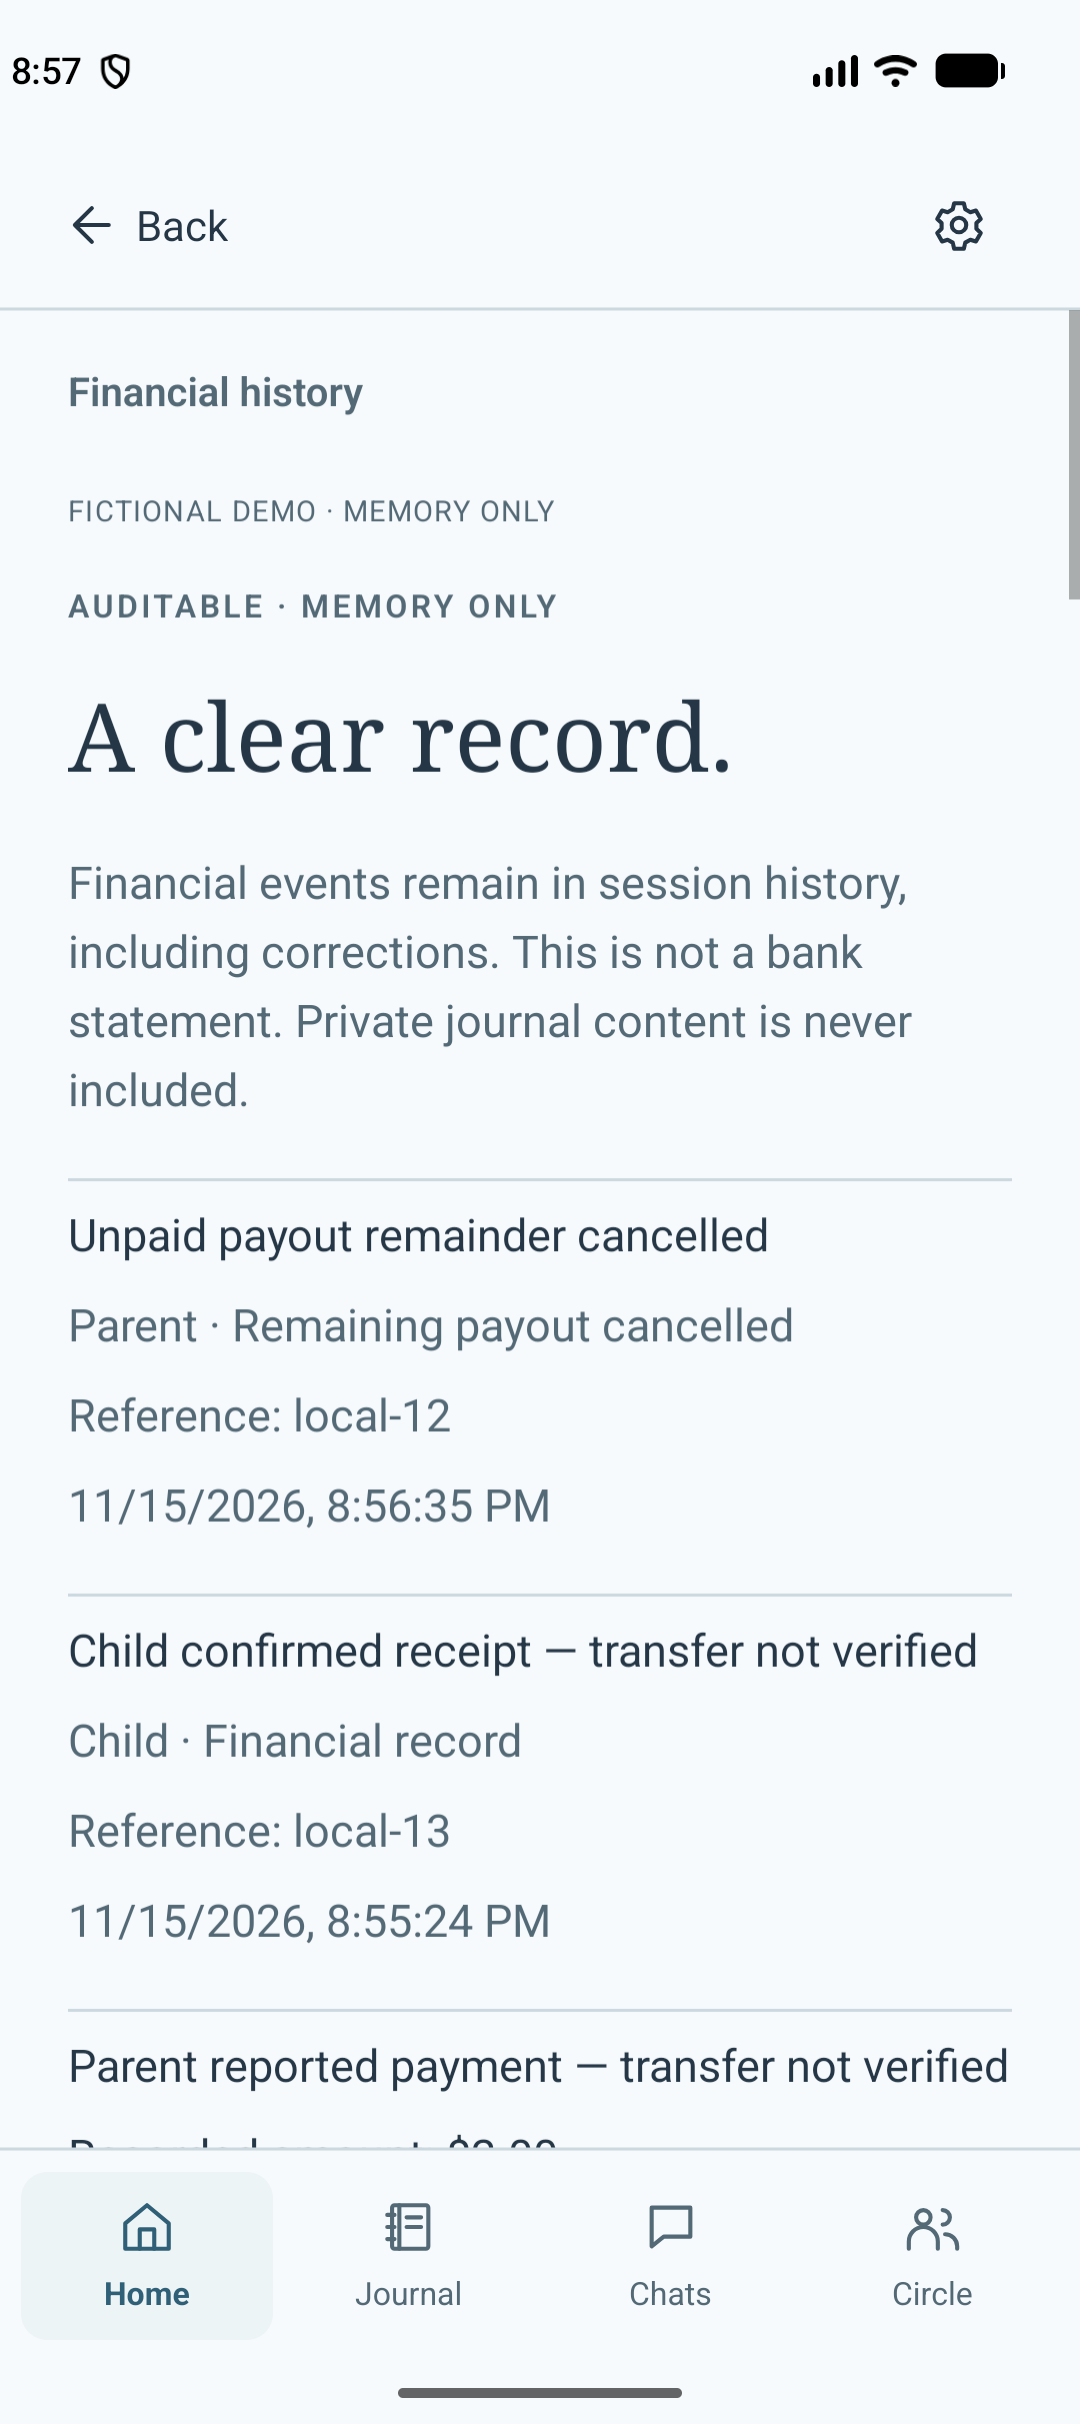 8:57
Back
Financial history
FICTIONAL DEMO · MEMORY ONLY
AUDITABLE · MEMORY ONLY
A clear record.
Financial events remain in session history,
including corrections. This is not a bank
statement. Private journal content is never
included.
Unpaid payout remainder cancelled
Parent · Remaining payout cancelled
Reference: local-12
11/15/2026, 8:56:35 PM
Child confirmed receipt — transfer not verified
Child · Financial record
Reference: local-13
11/15/2026, 8:55:24 PM
Parent reported payment — transfer not verified
Home
Journal
Chats
Circle